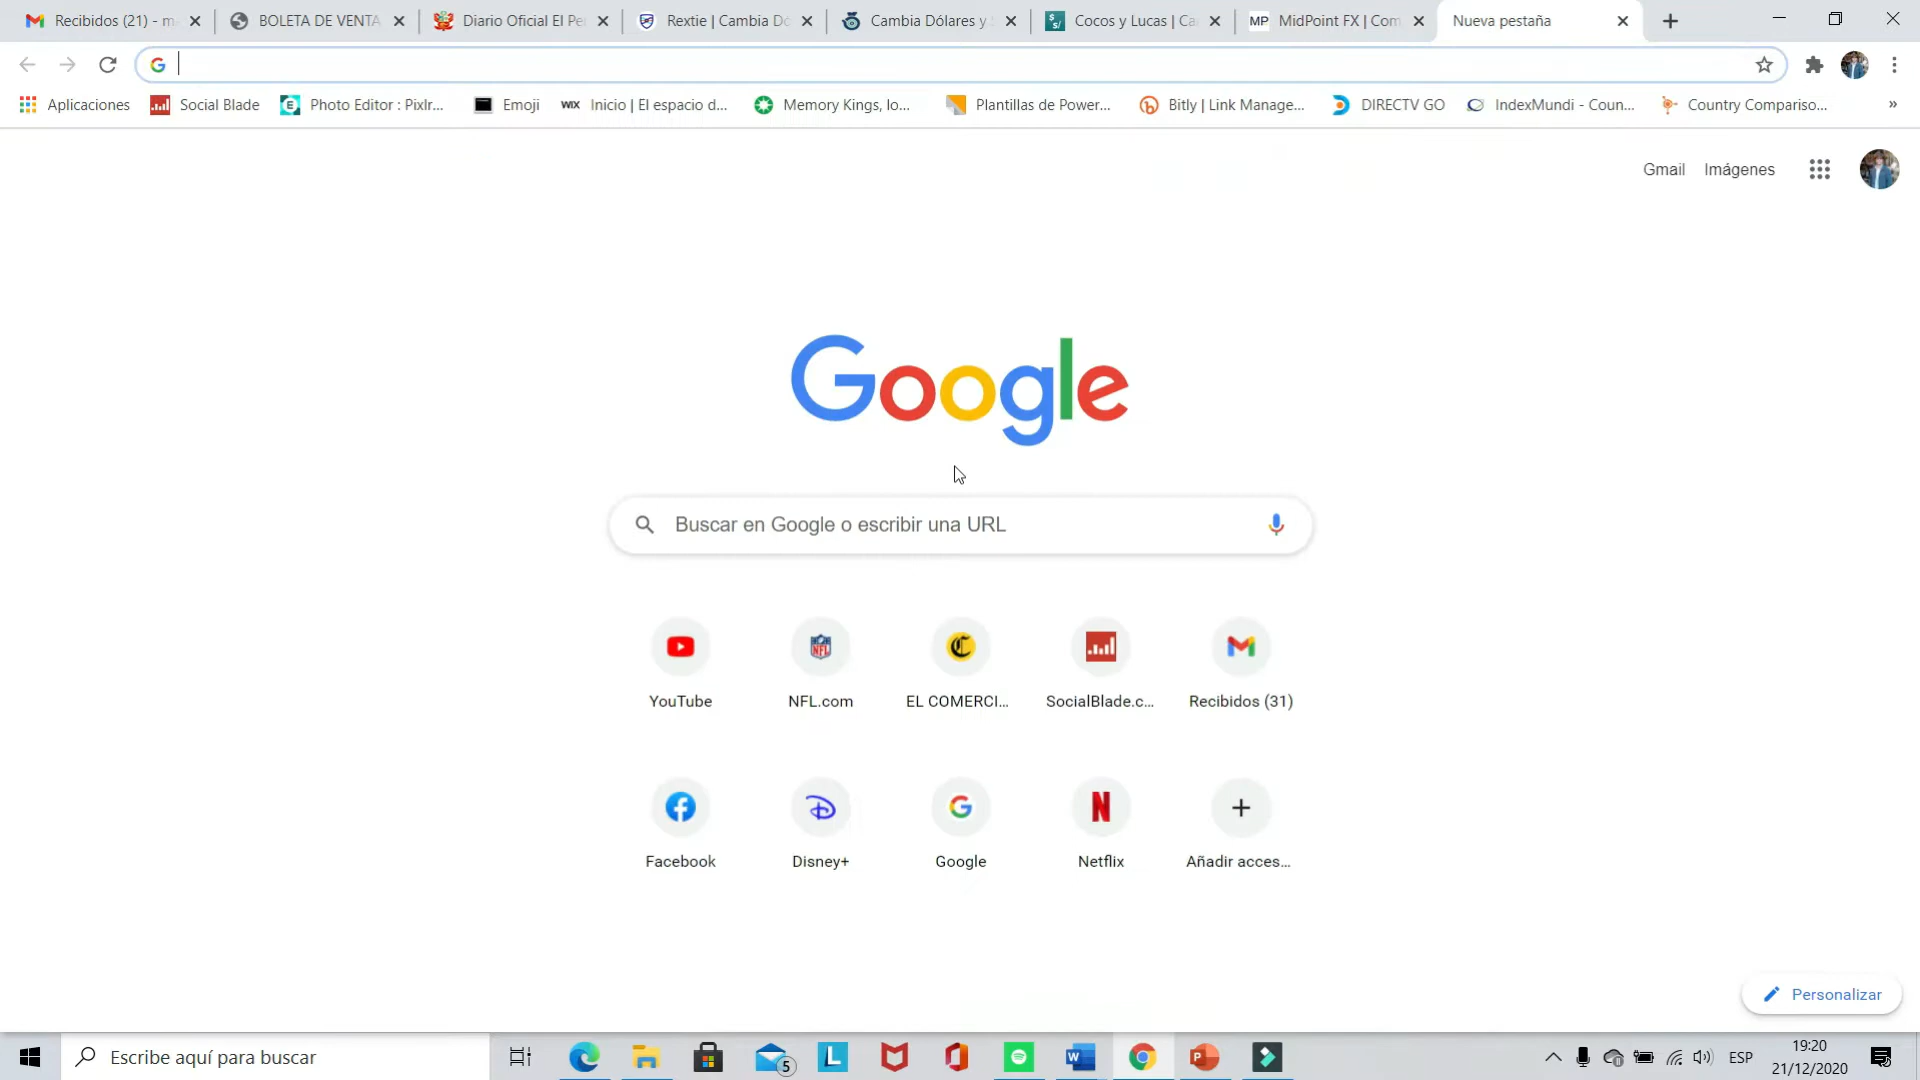 Recibidos (21) - m
BOLETA DE VENTA
Diario Oficial El Pe
Rextie | Cambia Dó
Cambia Dólares y
Cocos y Lucas | Ca
MP MidPoint FX | Com
Nueva pestaña
Aplicaciones
Social Blade
Photo Editor : Pixlr...
Emoji
WIX Inicio | El espacio d...
Memory Kings, lo...
Plantillas de Power...
Bitly | Link Manage...
DIRECTV GO
IndexMundi - Coun...
Country Compariso...
»
Gmail
Imágenes
Google
Buscar en Google o escribir una URL
YouTube
NFL.com
EL COMERCI...
SocialBlade.c...
Recibidos (31)
Facebook
Disney+
Google
Netflix
Añadir acces...
Personalizar
Escribe aquí para buscar
5
ESP
19:20
21/12/2020